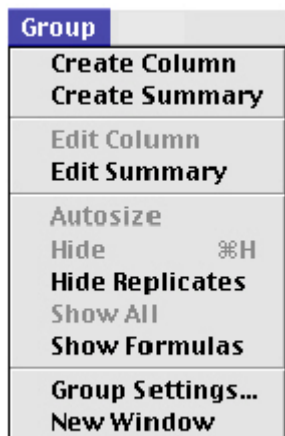 Group
Create Column
Create Summary
Edit Column
Edit Summary
Autosize
Hide ⌘H
Hide Replicates
Show All
Show Formulas
Group Settings...
New Window